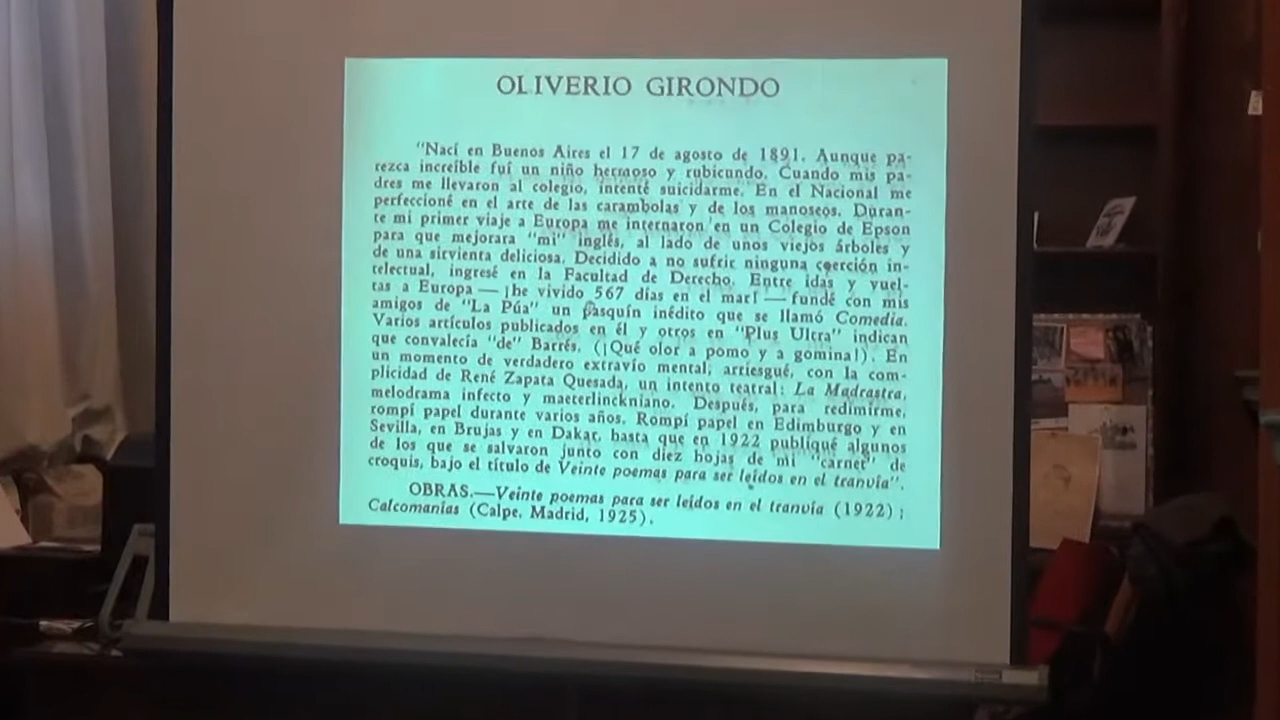 OLIVERIO GIRONDO
"Nací en Buenos Aires el 17 de agosto de 1891. Aunque pa-
rezca increíble fuí un niño hermoso y rubicundo. Cuando mis pa-
dres me llevaron al colegio, intenté suicidarme. En el Nacional me
perfeccioné en el arte de las carambolas y de los manoseos. Duran-
te mi primer viaje a Europa me internaron en un Colegio de Epson
para que mejorara "mi" inglés, al lado de unos viejos árboles y
de una sirvienta deliciosa. Decidido a no sufrir ninguna coerción in-
telectual, ingresé en la Facultad de Derecho. Entre idas y vuel-
tas a Europa — ¡he vivido 567 días en el mar! — fundé con mis
amigos de "La Púa" un pasquín inédito que se llamó Comedia.
Varios artículos publicados en él y otros en "Plus Ultra" indican
que convalecía "de" Barrés. (¡Qué olor a pomo y a gomina!). En
un momento de verdadero extravío mental, arriesgué, con la com-
plicidad de René Zapata Quesada, un intento teatral: La Madrastra,
melodrama infecto y maeterlinckniano. Después, para redimirme,
rompí papel durante varios años. Rompí papel en Edimburgo y en
Sevilla, en Brujas y en Dakar, hasta que en 1922 publiqué algunos
de los que se salvaron junto con diez hojas de mi "carnet" de
croquis, bajo el título de Veinte poemas para ser leídos en el tranvía".
OBRAS.—Veinte poemas para ser leídos en el tranvía (1922);
Calcomanías (Calpe, Madrid, 1925).